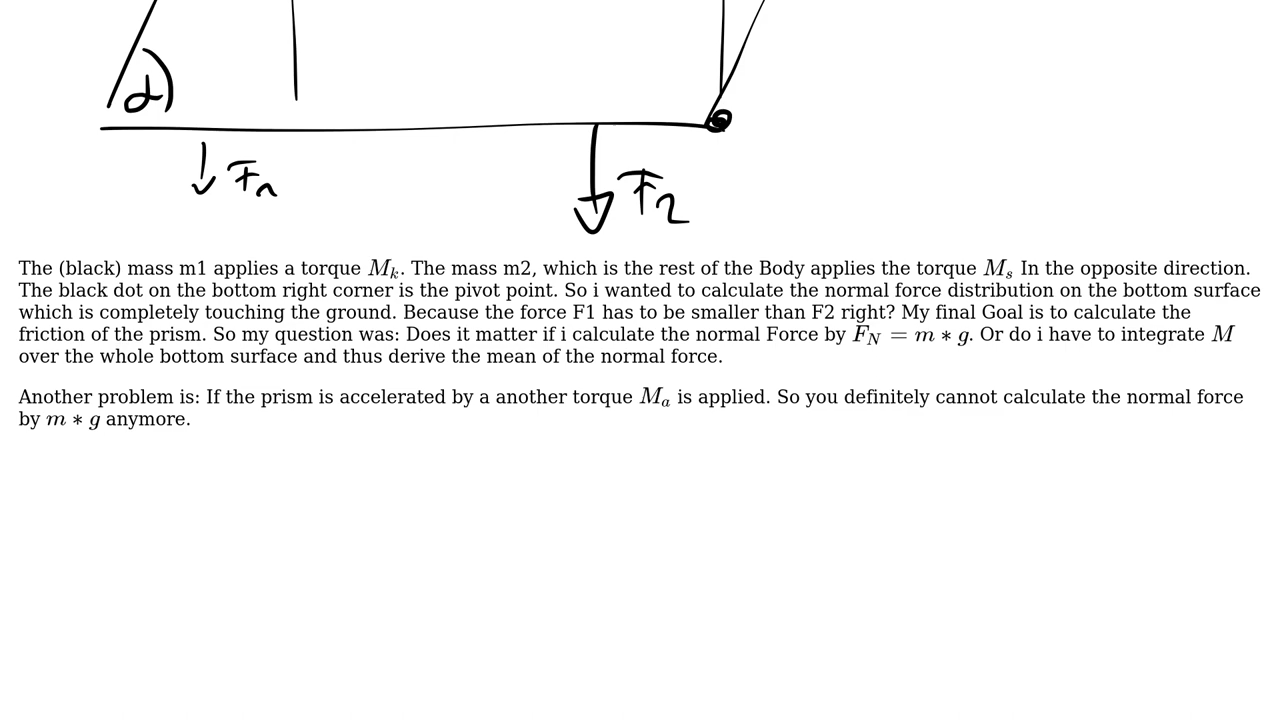 α)
F₁
F₂
The (black) mass m1 applies a torque $M_k$. The mass m2, which is the rest of the Body applies the torque $M_s$ In the opposite direction.
The black dot on the bottom right corner is the pivot point. So i wanted to calculate the normal force distribution on the bottom surface
which is completely touching the ground. Because the force F1 has to be smaller than F2 right? My final Goal is to calculate the
friction of the prism. So my question was: Does it matter if i calculate the normal Force by $F_N = m * g$. Or do i have to integrate $M$
over the whole bottom surface and thus derive the mean of the normal force.
Another problem is: If the prism is accelerated by a another torque $M_a$ is applied. So you definitely cannot calculate the normal force
by $m * g$ anymore.